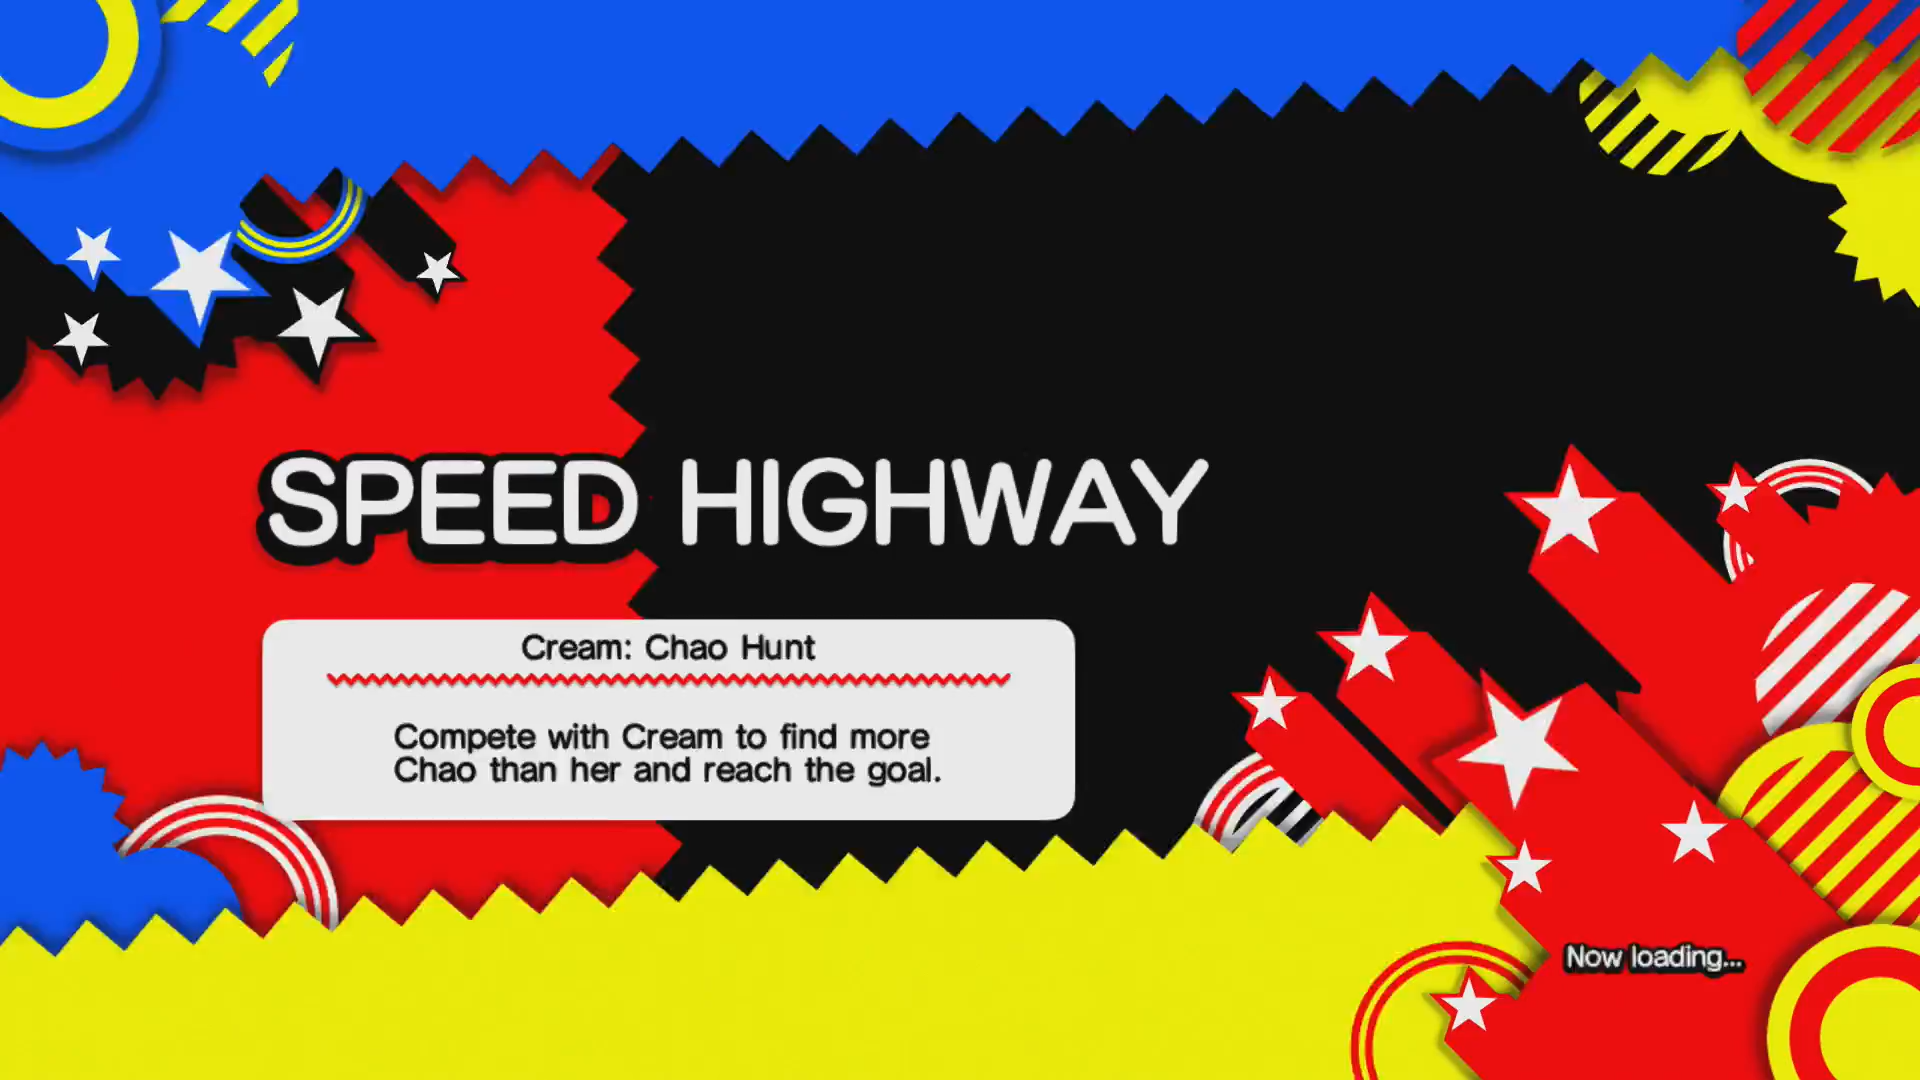 SPEED HIGHWAY
Cream: Chao Hunt
Compete with Cream to find more
Chao than her and reach the goal.
Now loading...